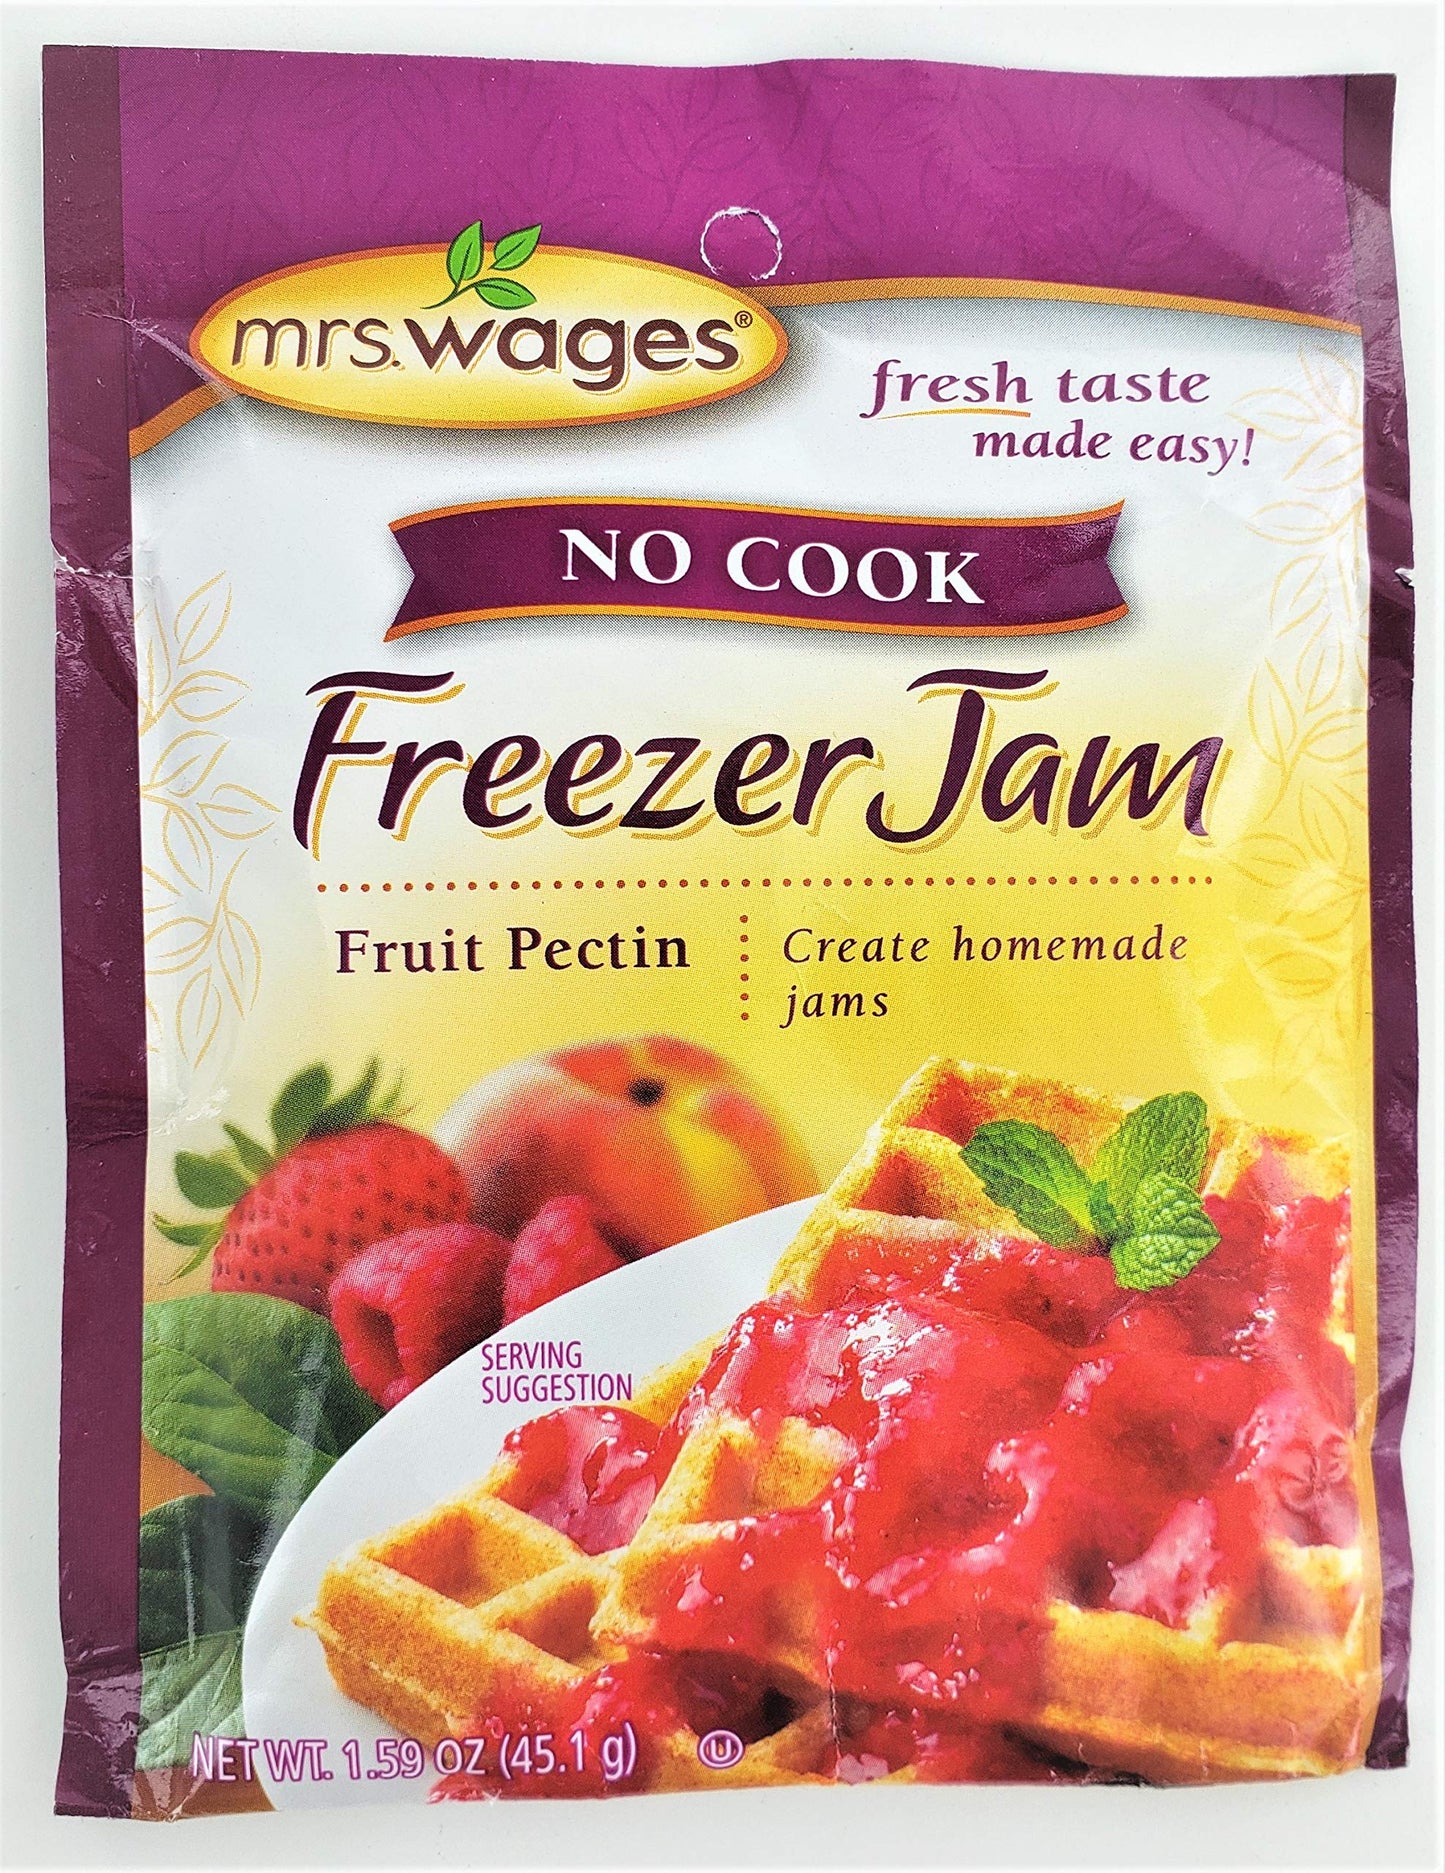 mrs.wages®
fresh taste
made easy!
NO COOK
Freezer Jam
Fruit Pectin
Create homemade
jams
SERVING
SUGGESTION
NET WT. 1.59 OZ (45.1 g)
U